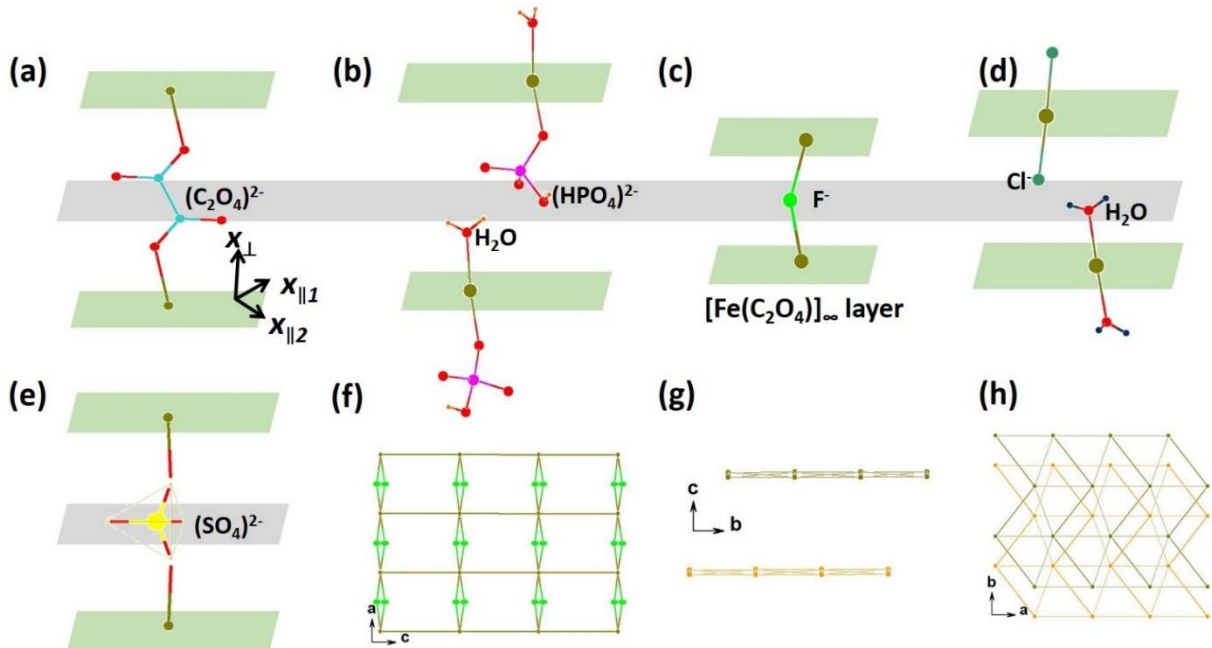 (a)
(b)
(c)
(d)
(C₂O₄)²⁻
(HPO₄)²⁻
F⁻
Cl⁻
H₂O
H₂O
x⊥
x∥1
x∥2
[Fe(C₂O₄)]∞ layer
(e)
(f)
(g)
(h)
(SO₄)²⁻
a
c
c
b
b
a